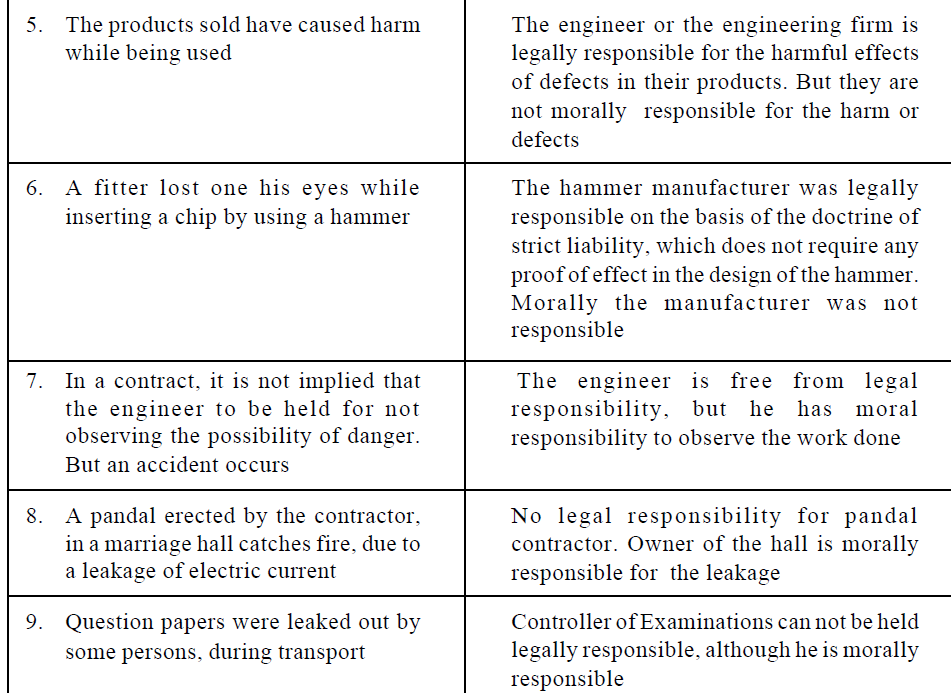 5. The products sold have caused harm
while being used
The engineer or the engineering firm is
legally responsible for the harmful effects
of defects in their products. But they are
not morally responsible for the harm or
defects
6. A fitter lost one his eyes while
inserting a chip by using a hammer
The hammer manufacturer was legally
responsible on the basis of the doctrine of
strict liability, which does not require any
proof of effect in the design of the hammer.
Morally the manufacturer was not
responsible
7. In a contract, it is not implied that
the engineer to be held for not
observing the possibility of danger.
But an accident occurs
The engineer is free from legal
responsibility, but he has moral
responsibility to observe the work done
8. A pandal erected by the contractor,
in a marriage hall catches fire, due to
a leakage of electric current
No legal responsibility for pandal
contractor. Owner of the hall is morally
responsible for the leakage
9. Question papers were leaked out by
some persons, during transport
Controller of Examinations can not be held
legally responsible, although he is morally
responsible